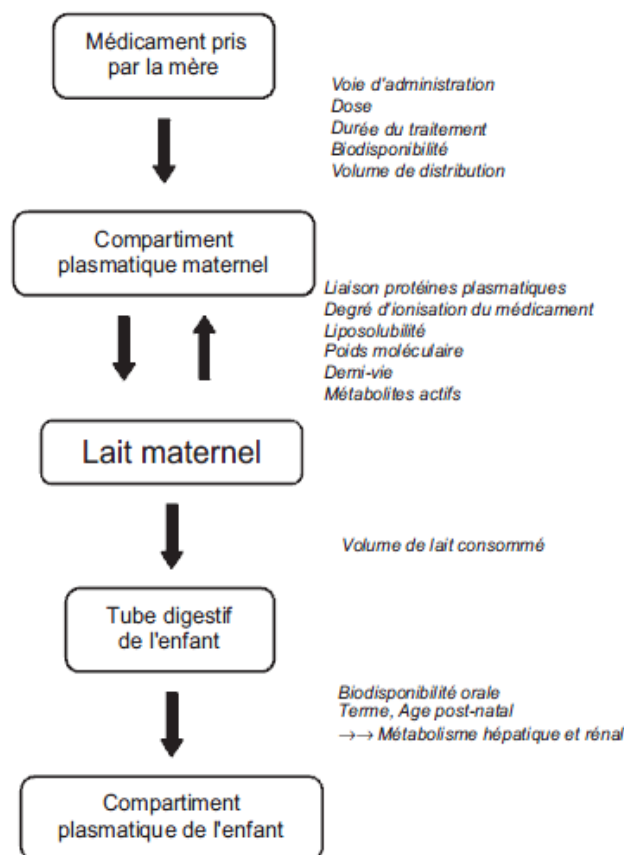 Médicament pris
par la mère
Voie d'administration
Dose
Durée du traitement
Biodisponibilité
Volume de distribution
Compartiment
plasmatique maternel
Liaison protéines plasmatiques
Degré d'ionisation du médicament
Liposolubilité
Poids moléculaire
Demi-vie
Métabolites actifs
Lait maternel
Volume de lait consommé
Tube digestif
de l'enfant
Biodisponibilité orale
Terme, Age post-natal
→→ Métabolisme hépatique et rénal
Compartiment
plasmatique de l'enfant